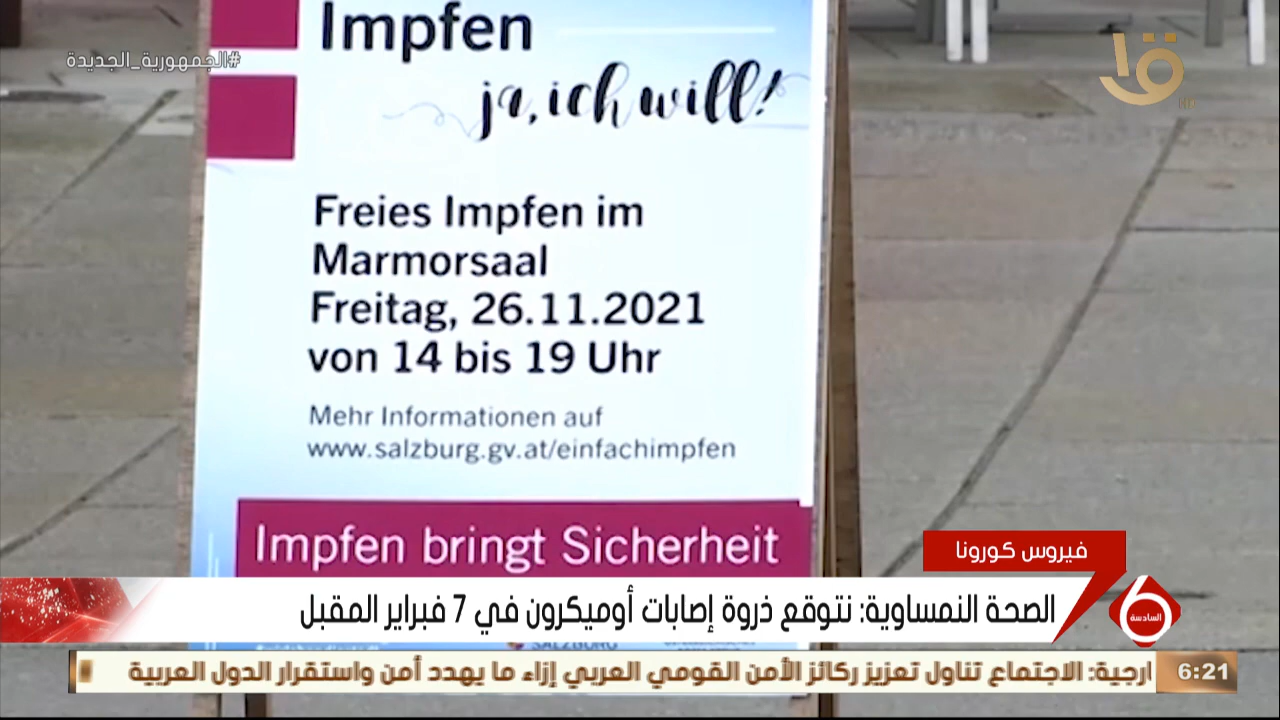 #الجمهورية_الجديدة
Impfen
ja, ich will!
Freies Impfen im
Marmorsaal
Freitag, 26.11.2021
von 14 bis 19 Uhr
Mehr Informationen auf
www.salzburg.gv.at/einfachimpfen
Impfen bringt Sicherheit
فيروس كورونا
الصحة النمساوية: نتوقع ذروة إصابات أوميكرون في 7 فبراير المقبل
السادسة
SALZBURG
ارجية: الاجتماع تناول تعزيز ركائز الأمن القومي العربي إزاء ما يهدد أمن واستقرار الدول العربية
6:21